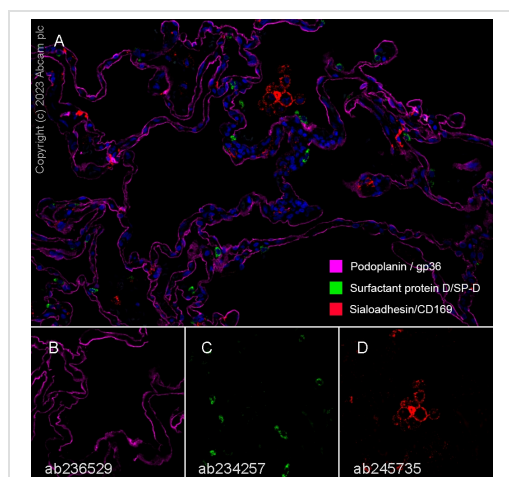 A
Copyright (c) 2023 Abcam plc
Podoplanin / gp36
Surfactant protein D/SP-D
Sialoadhesin/CD169
B
C
D
ab236529
ab234257
ab245735